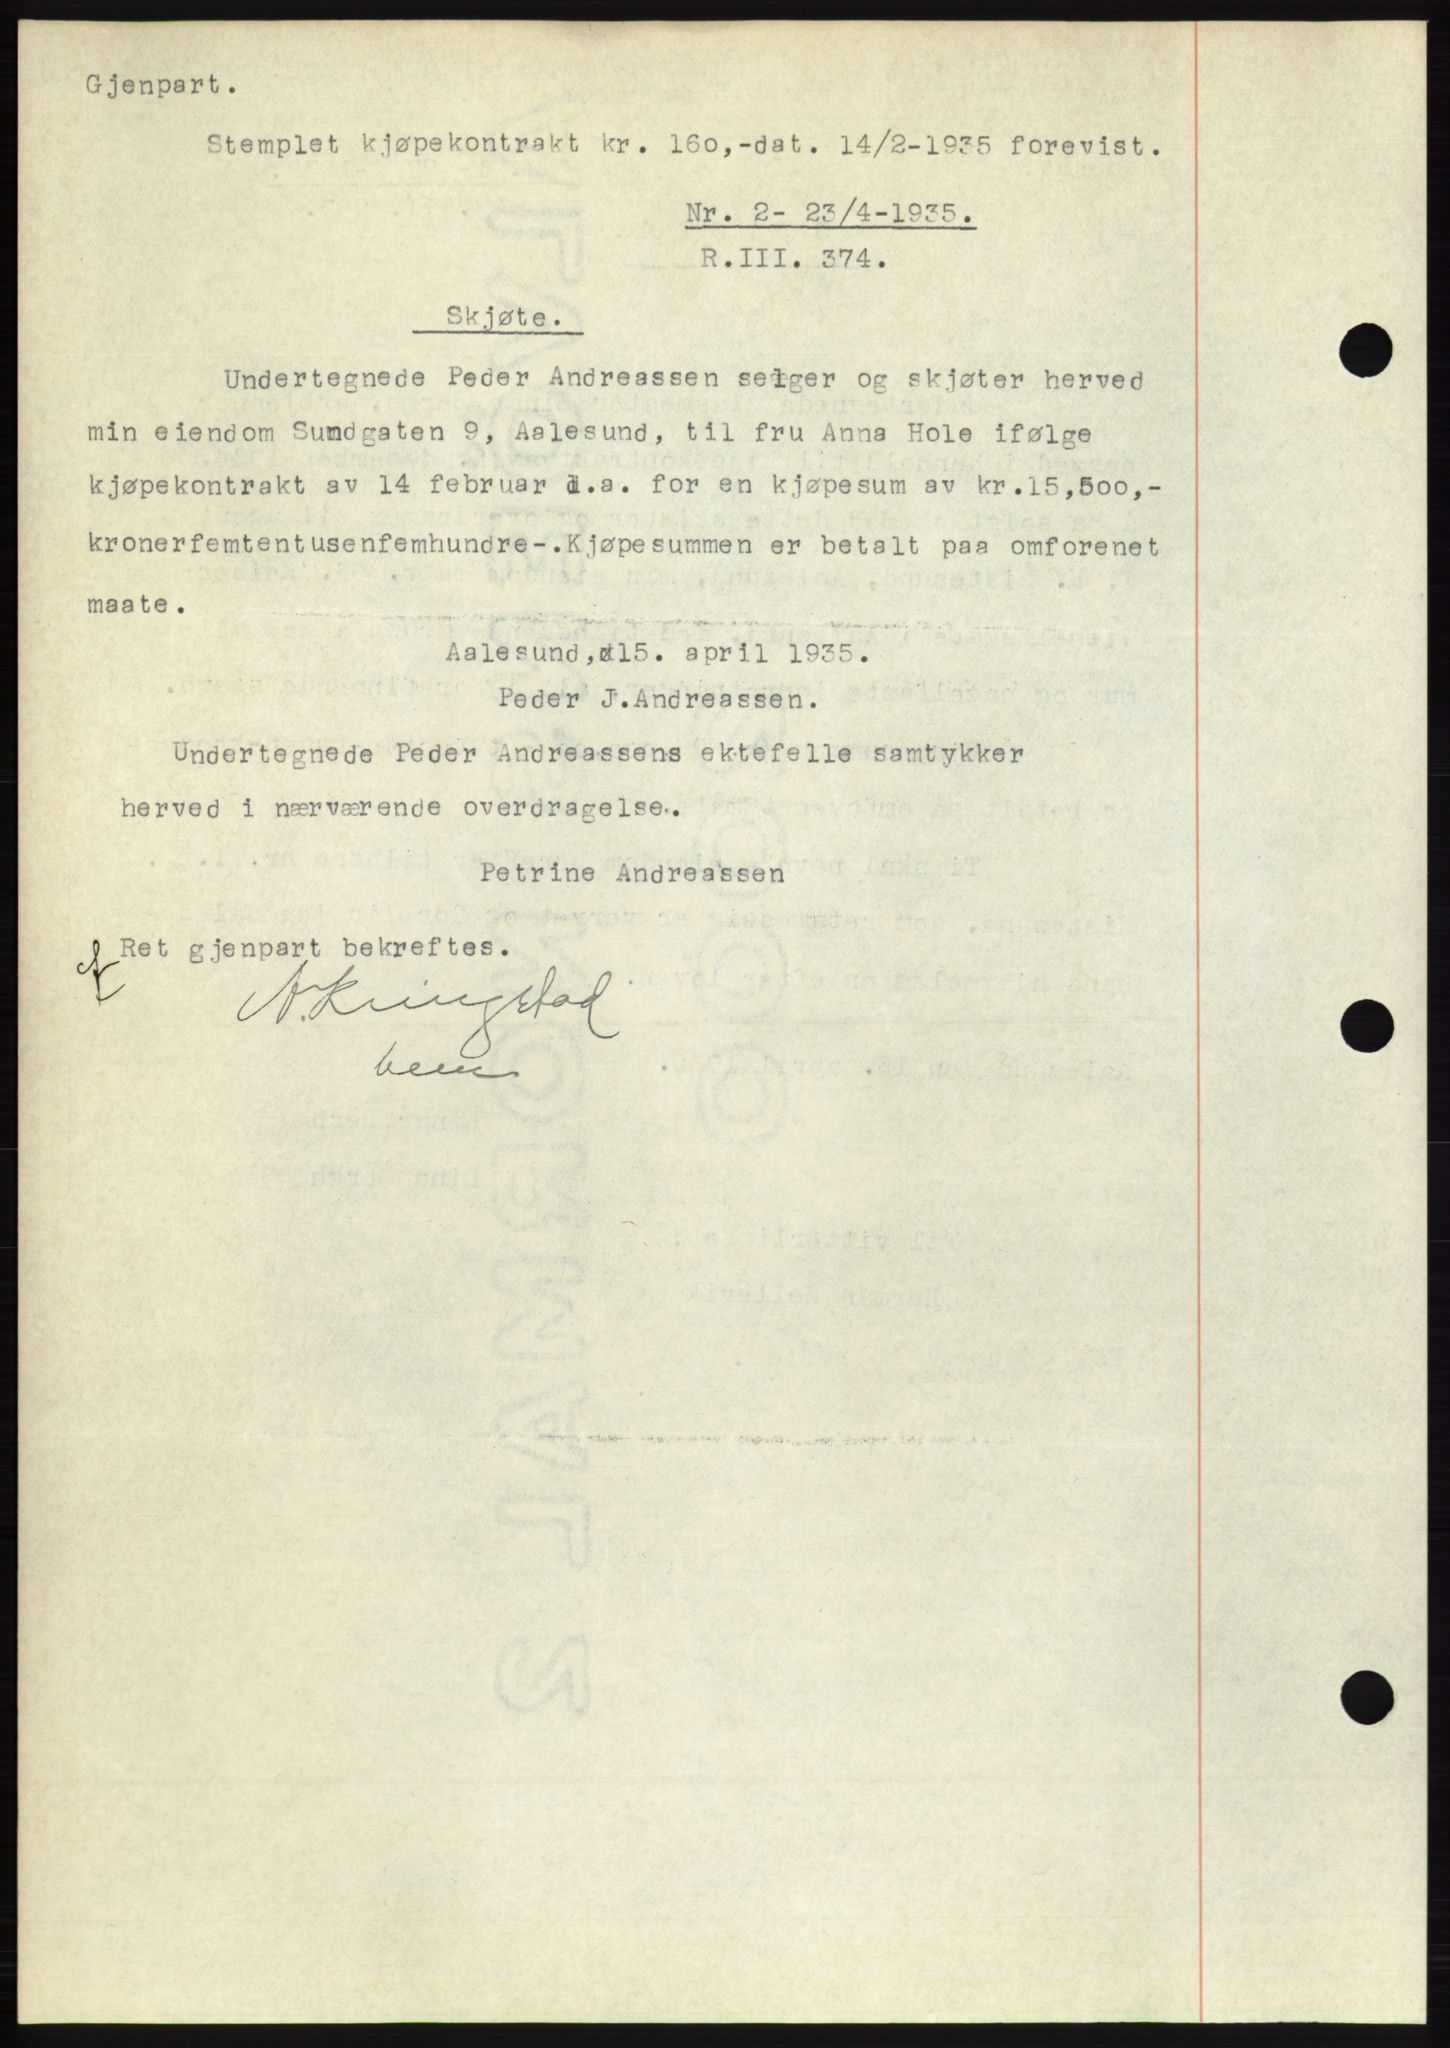 Gjenpart.
Stemplet kjøpekontrakt kr. 160,-dat. 14/2-1935 forevist.
Nr. 2- 23/4-1935.
R.III. 374.
Skjøte.
Undertegnede Peder Andreassen selger og skjøter herved
min eiendom Sundgaten 9, Aalesund, til fru Anna Hole ifølge
kjøpekontrakt av 14 februar d.a. for en kjøpesum av kr.15,500,-
kronerfemtentusenfemhundre-.Kjøpesummen er betalt paa omforenet
maate.
Aalesund,d15. april 1935.
Peder J.Andreassen.
Undertegnede Peder Andreassens ektefelle samtykker
herved i nærværende overdragelse.
Petrine Andreassen
Ret gjenpart bekreftes.
A. Kringstad